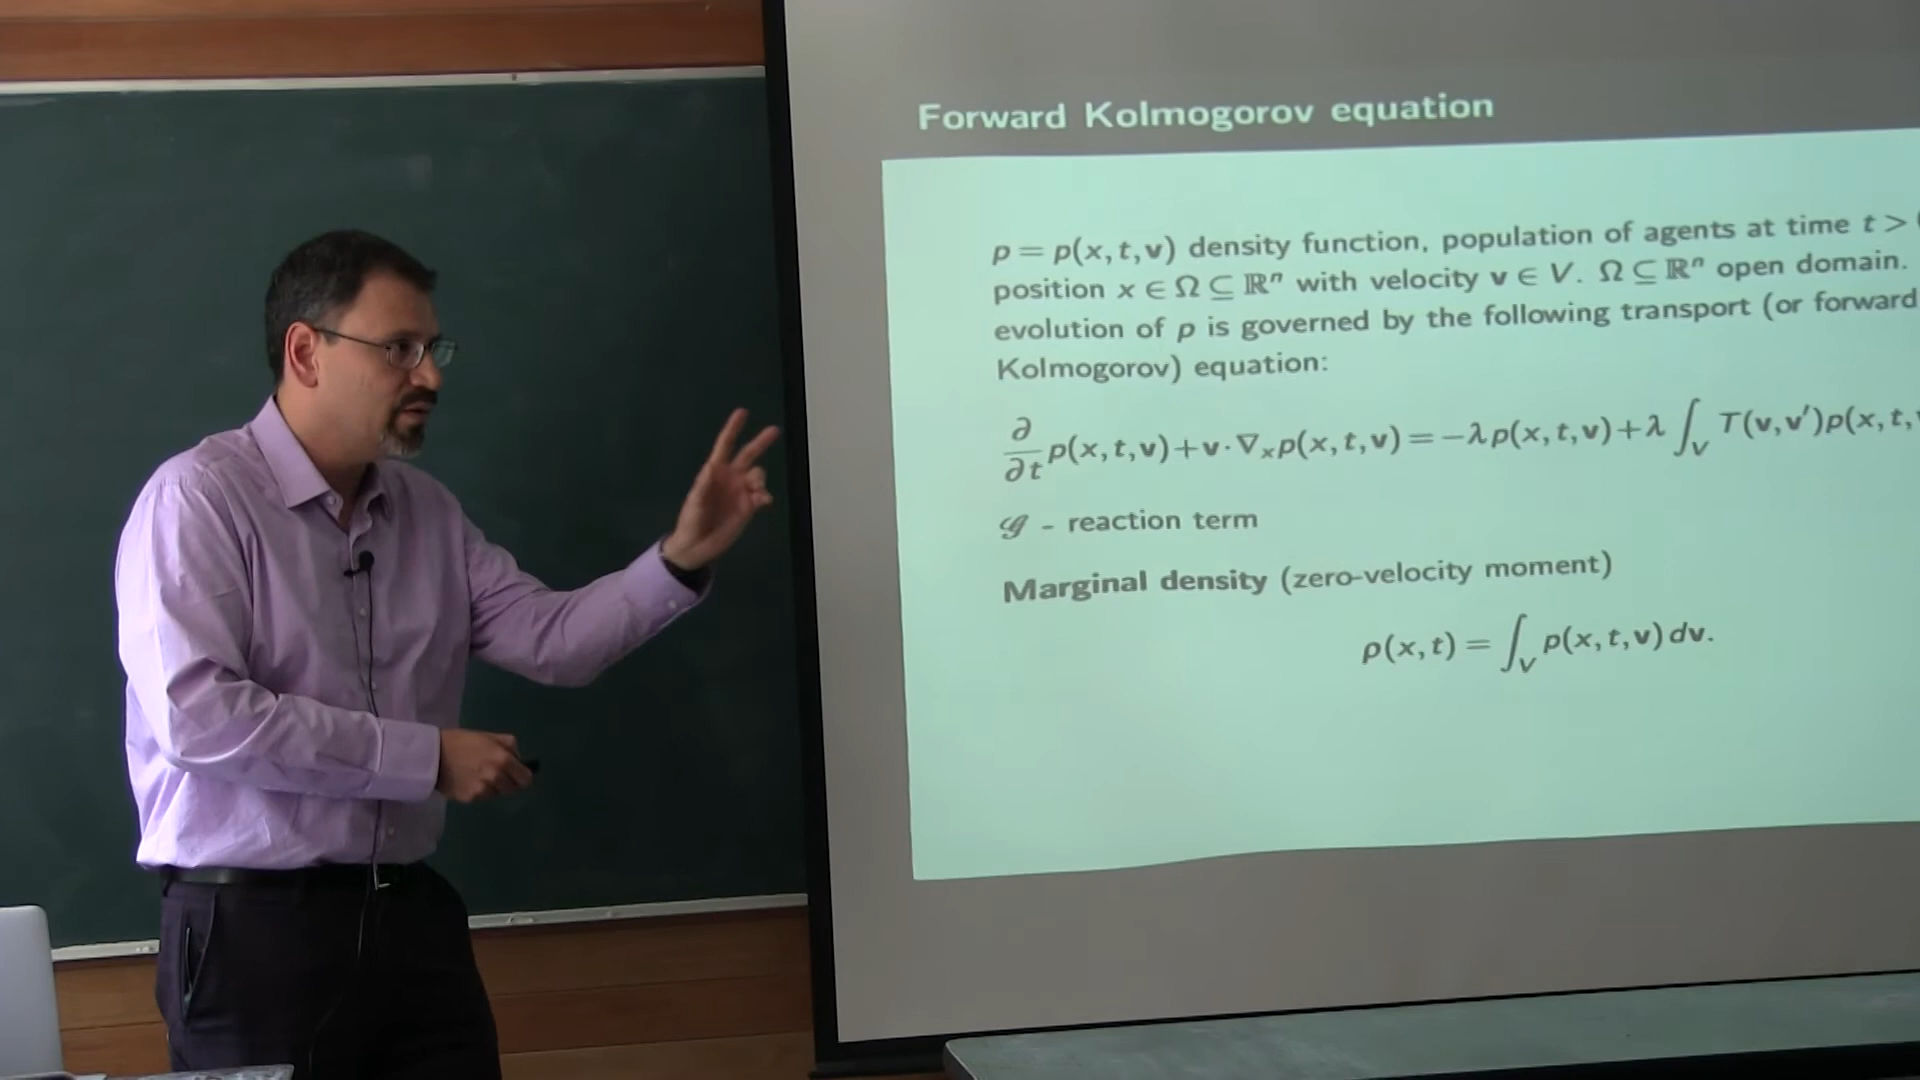 Forward Kolmogorov equation
p = p(x, t, v) density function, population of agents at time t >
position x ∈ Ω ⊆ ℝⁿ with velocity v ∈ V. Ω ⊆ ℝⁿ open domain.
evolution of p is governed by the following transport (or forward
Kolmogorov) equation:
∂/∂t p(x, t, v) + v · ∇ₓp(x, t, v) = −λp(x, t, v) + λ ∫_V T(v, v′)p(x, t,
𝒢 - reaction term
Marginal density (zero-velocity moment)
ρ(x, t) = ∫_V p(x, t, v) dv.